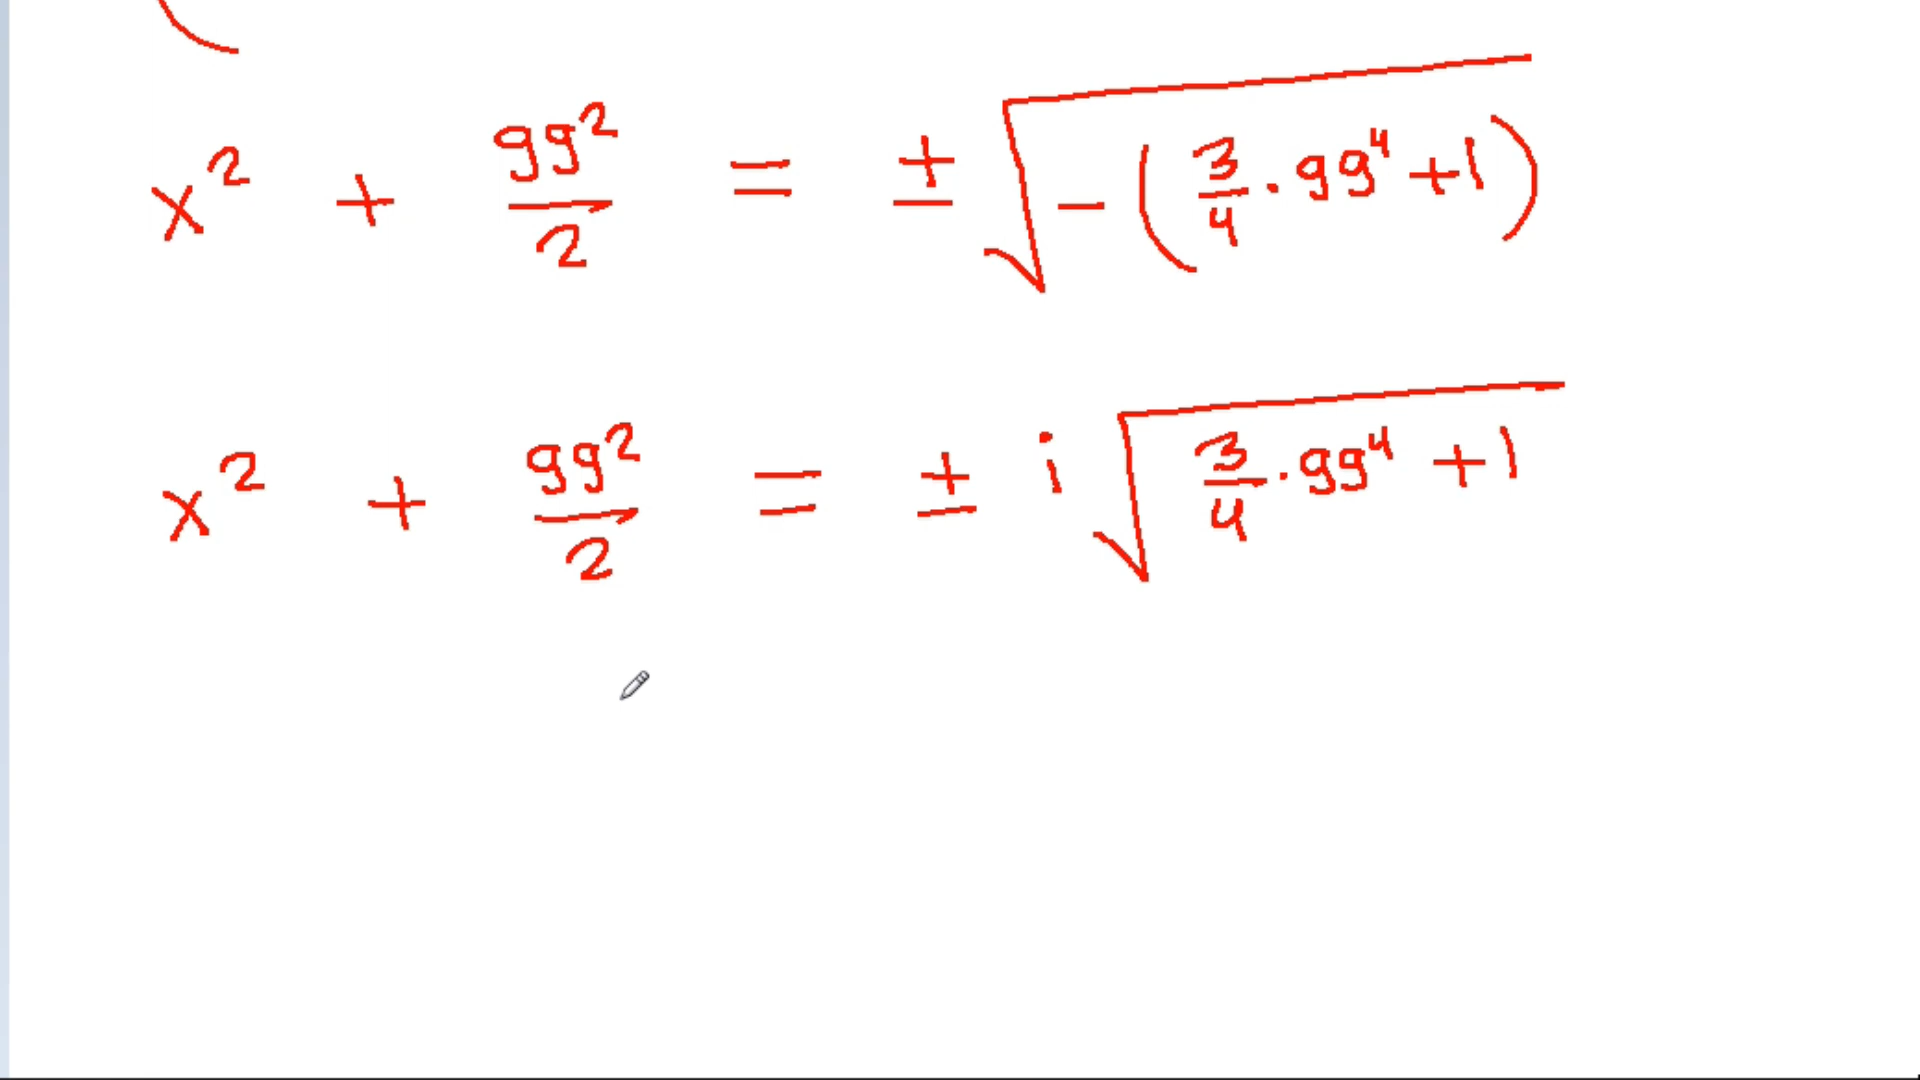 x² + 99²/2 = ± √(-(3/4 · 99⁴ + 1))
x² + 99²/2 = ± i √(3/4 · 99⁴ + 1)